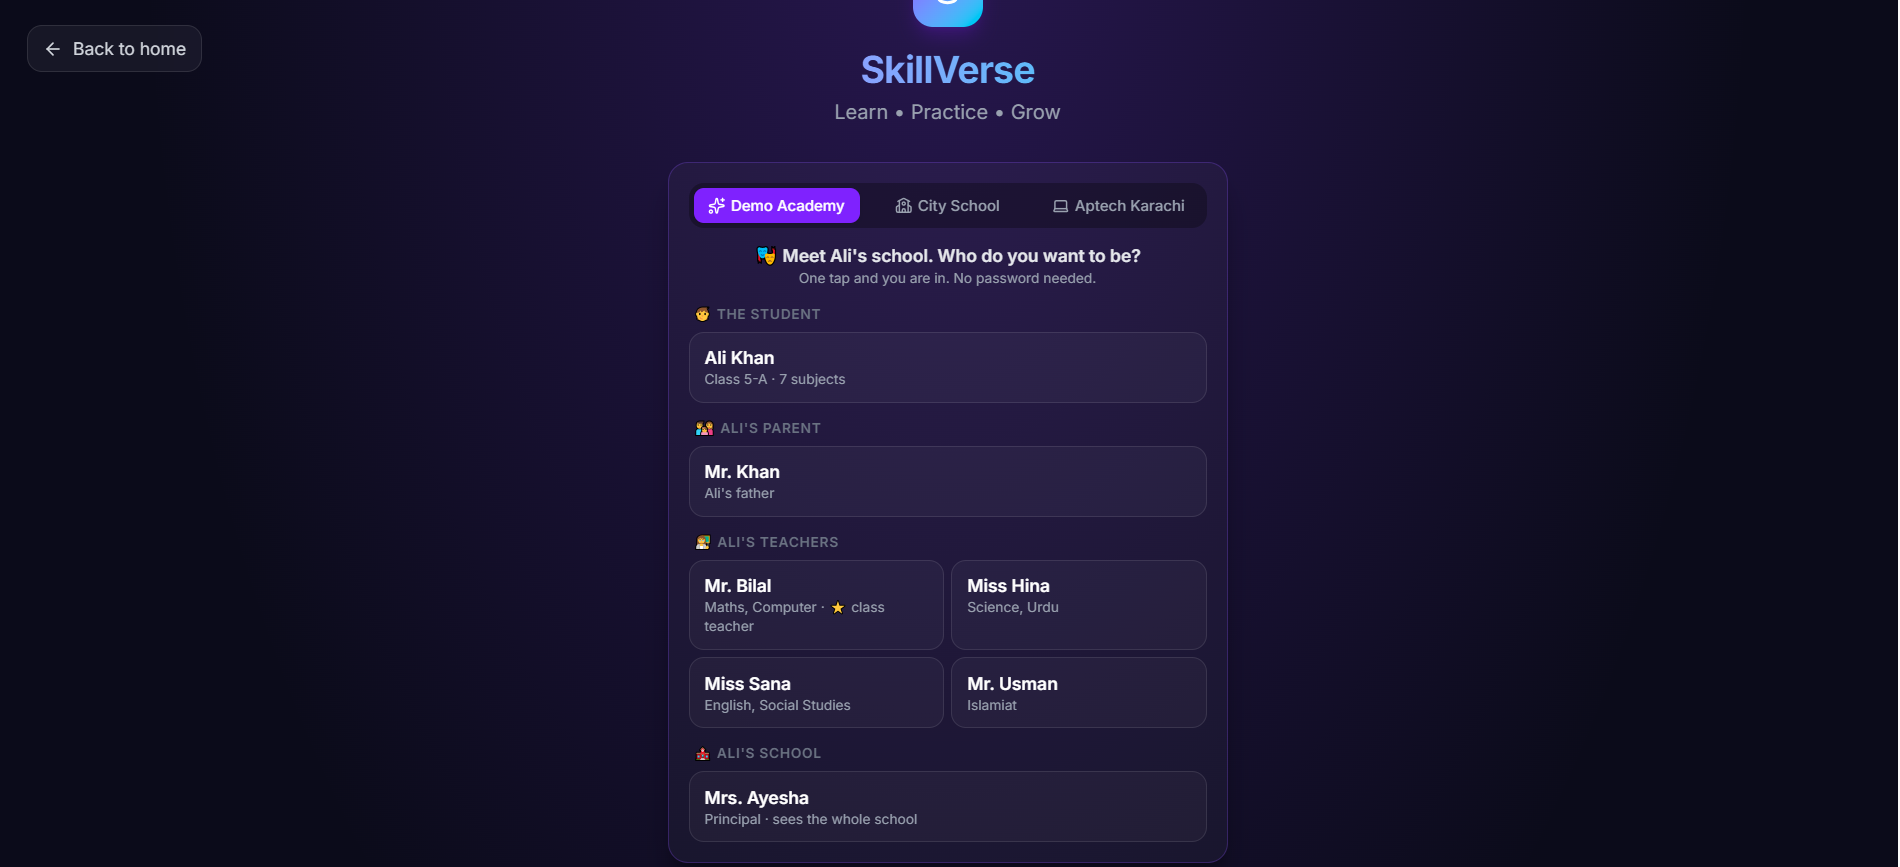 Back to home
SkillVerse
Learn • Practice • Grow
Demo Academy
City School
Aptech Karachi
Meet Ali's school. Who do you want to be?
One tap and you are in. No password needed.
THE STUDENT
Ali Khan
Class 5-A · 7 subjects
ALI'S PARENT
Mr. Khan
Ali's father
ALI'S TEACHERS
Mr. Bilal
Maths, Computer · ⭐ class
teacher
Miss Hina
Science, Urdu
Miss Sana
English, Social Studies
Mr. Usman
Islamiat
ALI'S SCHOOL
Mrs. Ayesha
Principal · sees the whole school